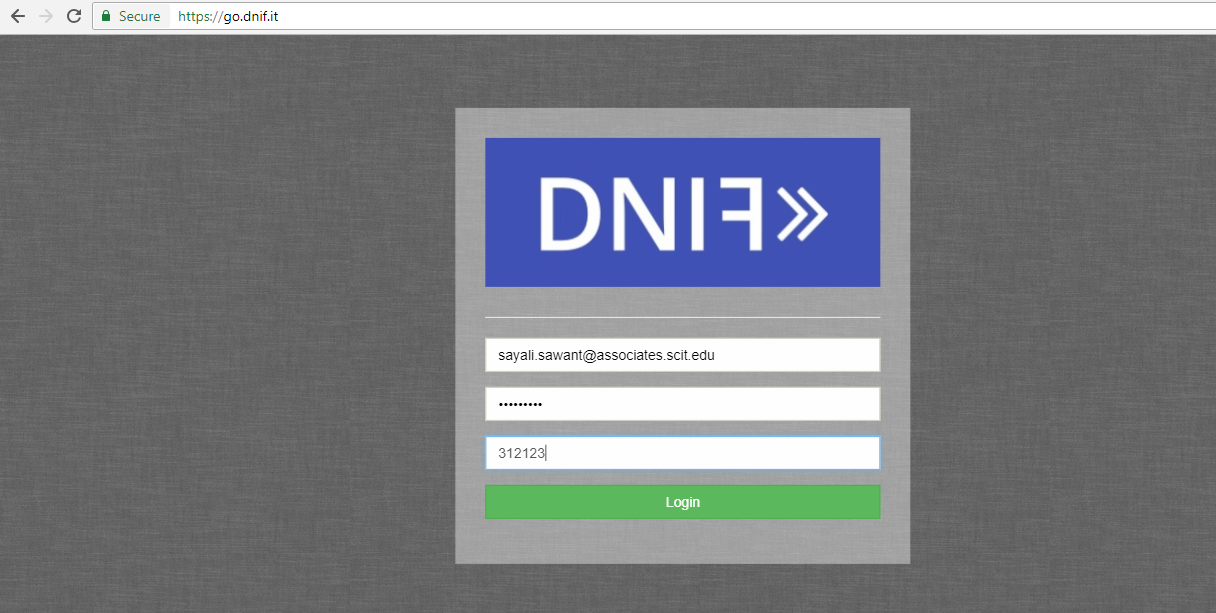 Secure https://go.dnif.it
DNIF»
sayali.sawant@associates.scit.edu
•••••••••
312123
Login